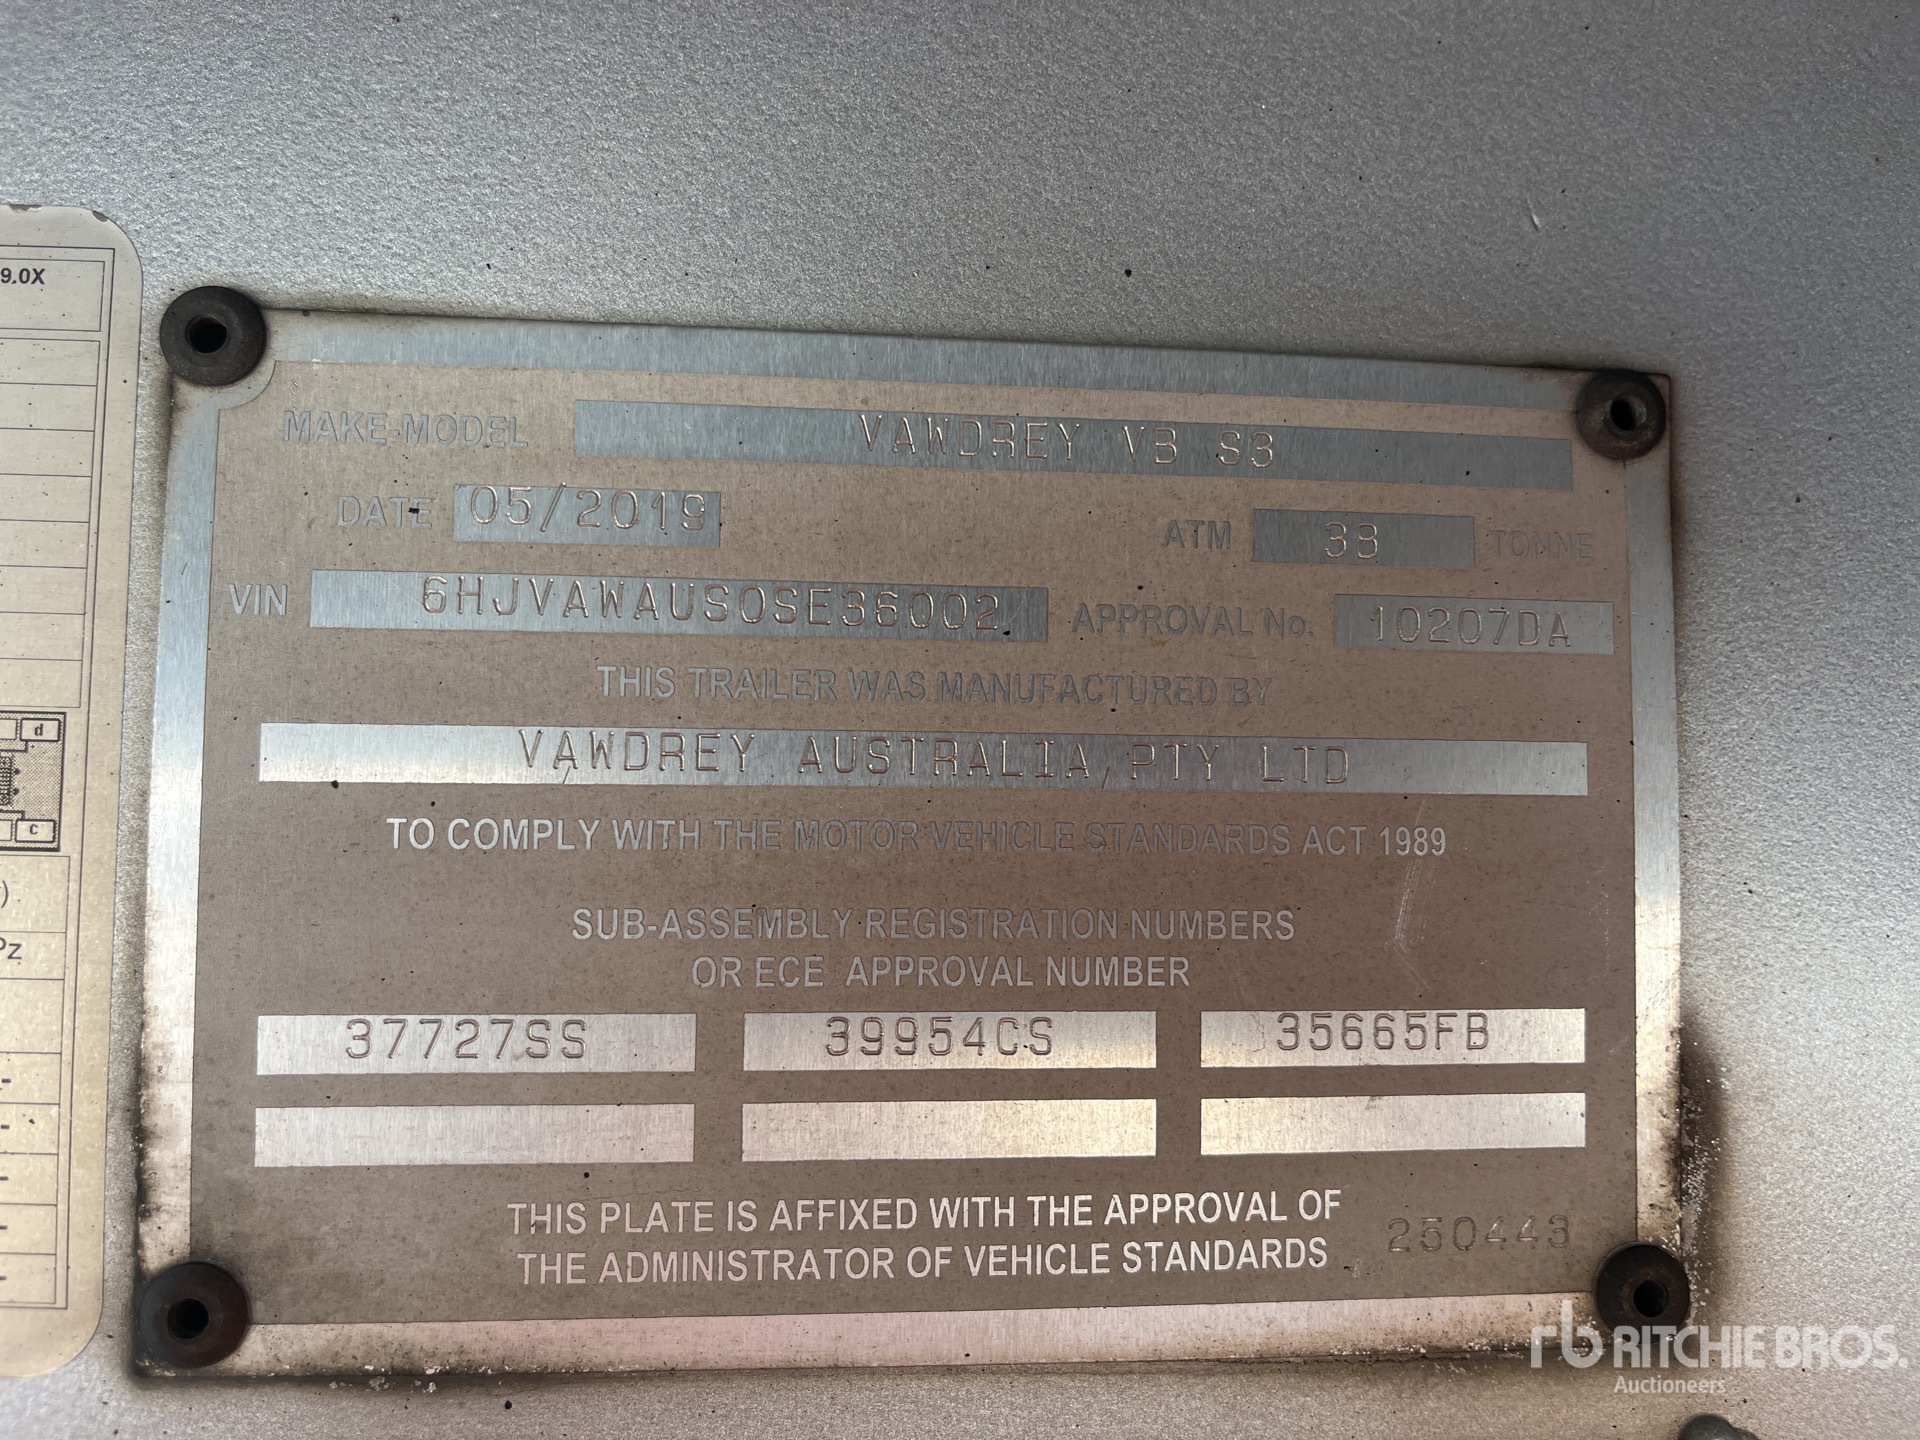 9.0X
MAKE-MODEL VAWDREY VB S3
DATE 05/2019 ATM 38 TONNE
VIN 6HJVAWAUS0SE36002 APPROVAL No. 10207DA
THIS TRAILER WAS MANUFACTURED BY
d
VAWDREY AUSTRALIA PTY LTD
c
TO COMPLY WITH THE MOTOR VEHICLE STANDARDS ACT 1989
SUB-ASSEMBLY REGISTRATION NUMBERS
OR ECE APPROVAL NUMBER
37727SS 39954CS 35665FB
THIS PLATE IS AFFIXED WITH THE APPROVAL OF
THE ADMINISTRATOR OF VEHICLE STANDARDS 250443
rb RITCHIE BROS.
Auctioneers